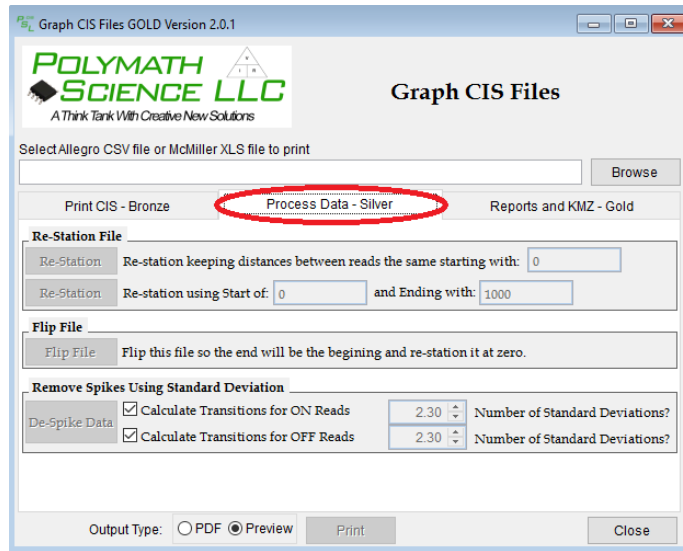 PSL Graph CIS Files GOLD Version 2.0.1
POLYMATH
SCIENCE LLC
A Think Tank With Creative New Solutions
V
I R
Graph CIS Files
Select Allegro CSV file or McMiller XLS file to print
Browse
Print CIS - Bronze Process Data - Silver Reports and KMZ - Gold
Re-Station File
Re-Station Re-station keeping distances between reads the same starting with: 0
Re-Station Re-station using Start of: 0 and Ending with: 1000
Flip File
Flip File Flip this file so the end will be the begining and re-station it at zero.
Remove Spikes Using Standard Deviation
De-Spike Data
Calculate Transitions for ON Reads 2.30 Number of Standard Deviations?
Calculate Transitions for OFF Reads 2.30 Number of Standard Deviations?
Output Type: PDF Preview Print Close